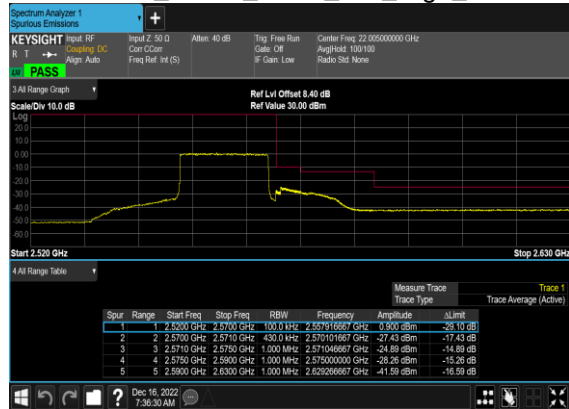 Spectrum Analyzer 1
Spurious Emissions
KEYSIGHT Input: RF Input Z: 50 Ω Atten: 40 dB Trig: Free Run Center Freq: 22.005000000 GHz
R T Coupling: DC Corr CCorr Gate: Off Avg|Hold: 100/100
Align: Auto Freq Ref: Int (S) IF Gain: Low Radio Std: None
PASS
3 All Range Graph
Ref Lvl Offset 8.40 dB
Scale/Div 10.0 dB Ref Value 30.00 dBm
Log
20.0
10.0
0.00
-10.0
-20.0
-30.0
-40.0
-50.0
-60.0
Start 2.520 GHz Stop 2.630 GHz
4 All Range Table
Measure Trace Trace 1
Trace Type Trace Average (Active)
Spur Range Start Freq Stop Freq RBW Frequency Amplitude ΔLimit
1 1 2.5200 GHz 2.5700 GHz 100.0 kHz 2.557916667 GHz 0.900 dBm -29.10 dB
2 2 2.5700 GHz 2.5710 GHz 430.0 kHz 2.570101667 GHz -27.43 dBm -17.43 dB
3 3 2.5710 GHz 2.5750 GHz 1.000 MHz 2.571046667 GHz -24.89 dBm -14.89 dB
4 4 2.5750 GHz 2.5900 GHz 1.000 MHz 2.575000000 GHz -28.26 dBm -15.26 dB
5 5 2.5900 GHz 2.6300 GHz 1.000 MHz 2.629266667 GHz -41.59 dBm -16.59 dB
? Dec 16, 2022
7:36:30 AM